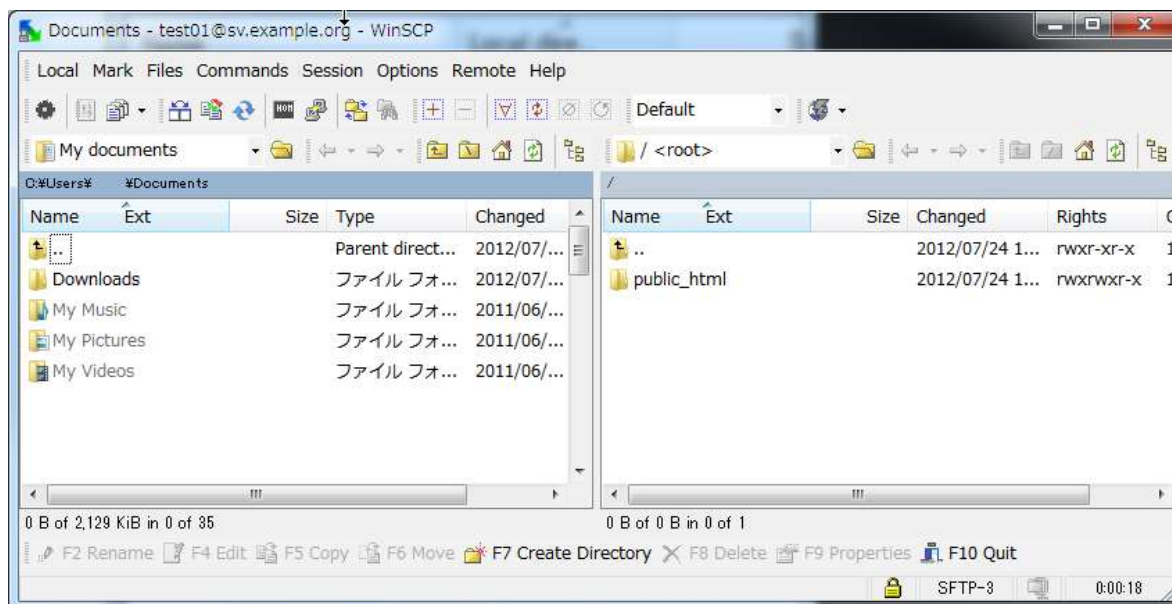 Documents - test01@sv.example.org - WinSCP
Local Mark Files Commands Session Options Remote Help
Default
My documents / <root>
C:¥Users¥ ¥Documents /
Name Ext Size Type Changed Name Ext Size Changed Rights
.. Parent direct... 2012/07/... .. 2012/07/24 1... rwxr-xr-x 1
Downloads ファイル フォ... 2012/07/... public_html 2012/07/24 1... rwxrwxr-x 1
My Music ファイル フォ... 2011/06/...
My Pictures ファイル フォ... 2011/06/...
My Videos ファイル フォ... 2011/06/...
0 B of 2,129 KiB in 0 of 35 0 B of 0 B in 0 of 1
F2 Rename F4 Edit F5 Copy F6 Move F7 Create Directory F8 Delete F9 Properties F10 Quit
SFTP-3 0:00:18